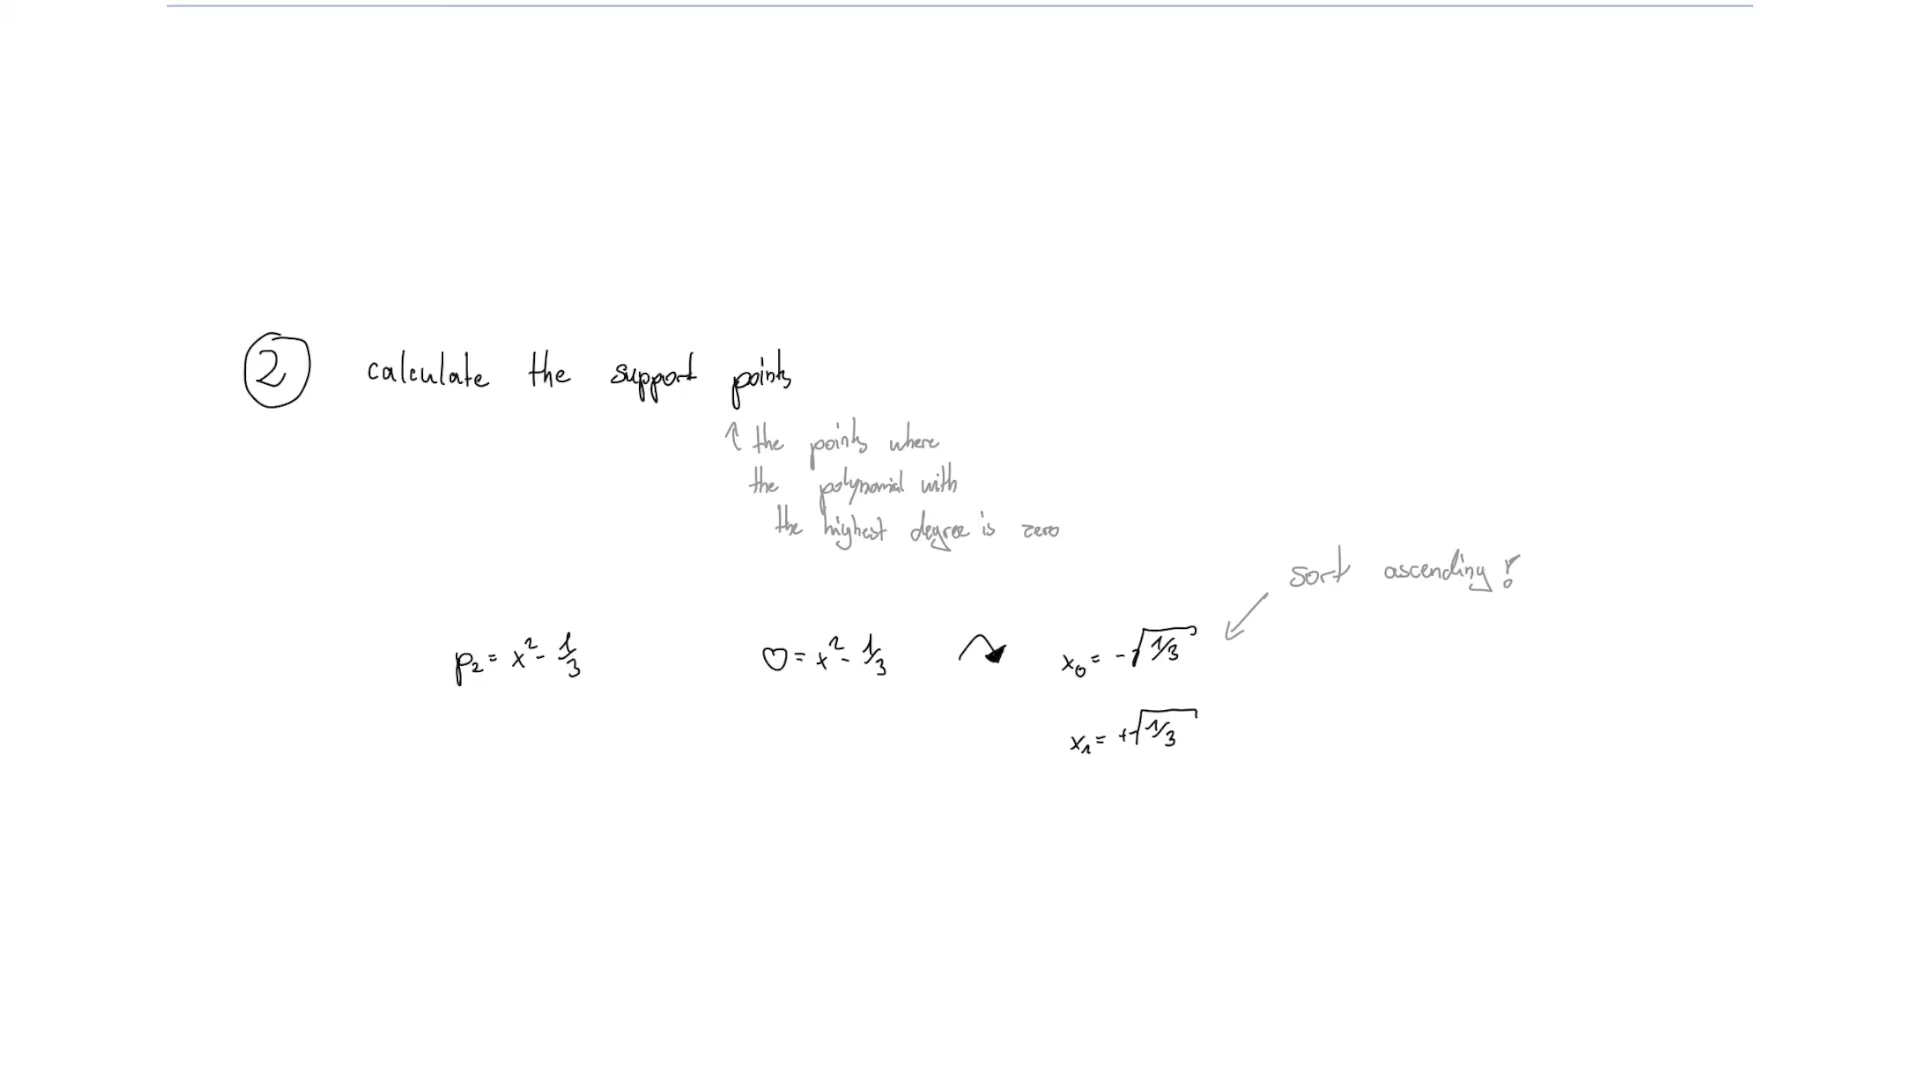 ② calculate the support points
↑ the points where
the polynomial with
the highest degree is zero
sort ascending!
p₂ = x² - 1/3    0 = x² - 1/3    ↷    x₀ = -√(1/3)
x₁ = +√(1/3)